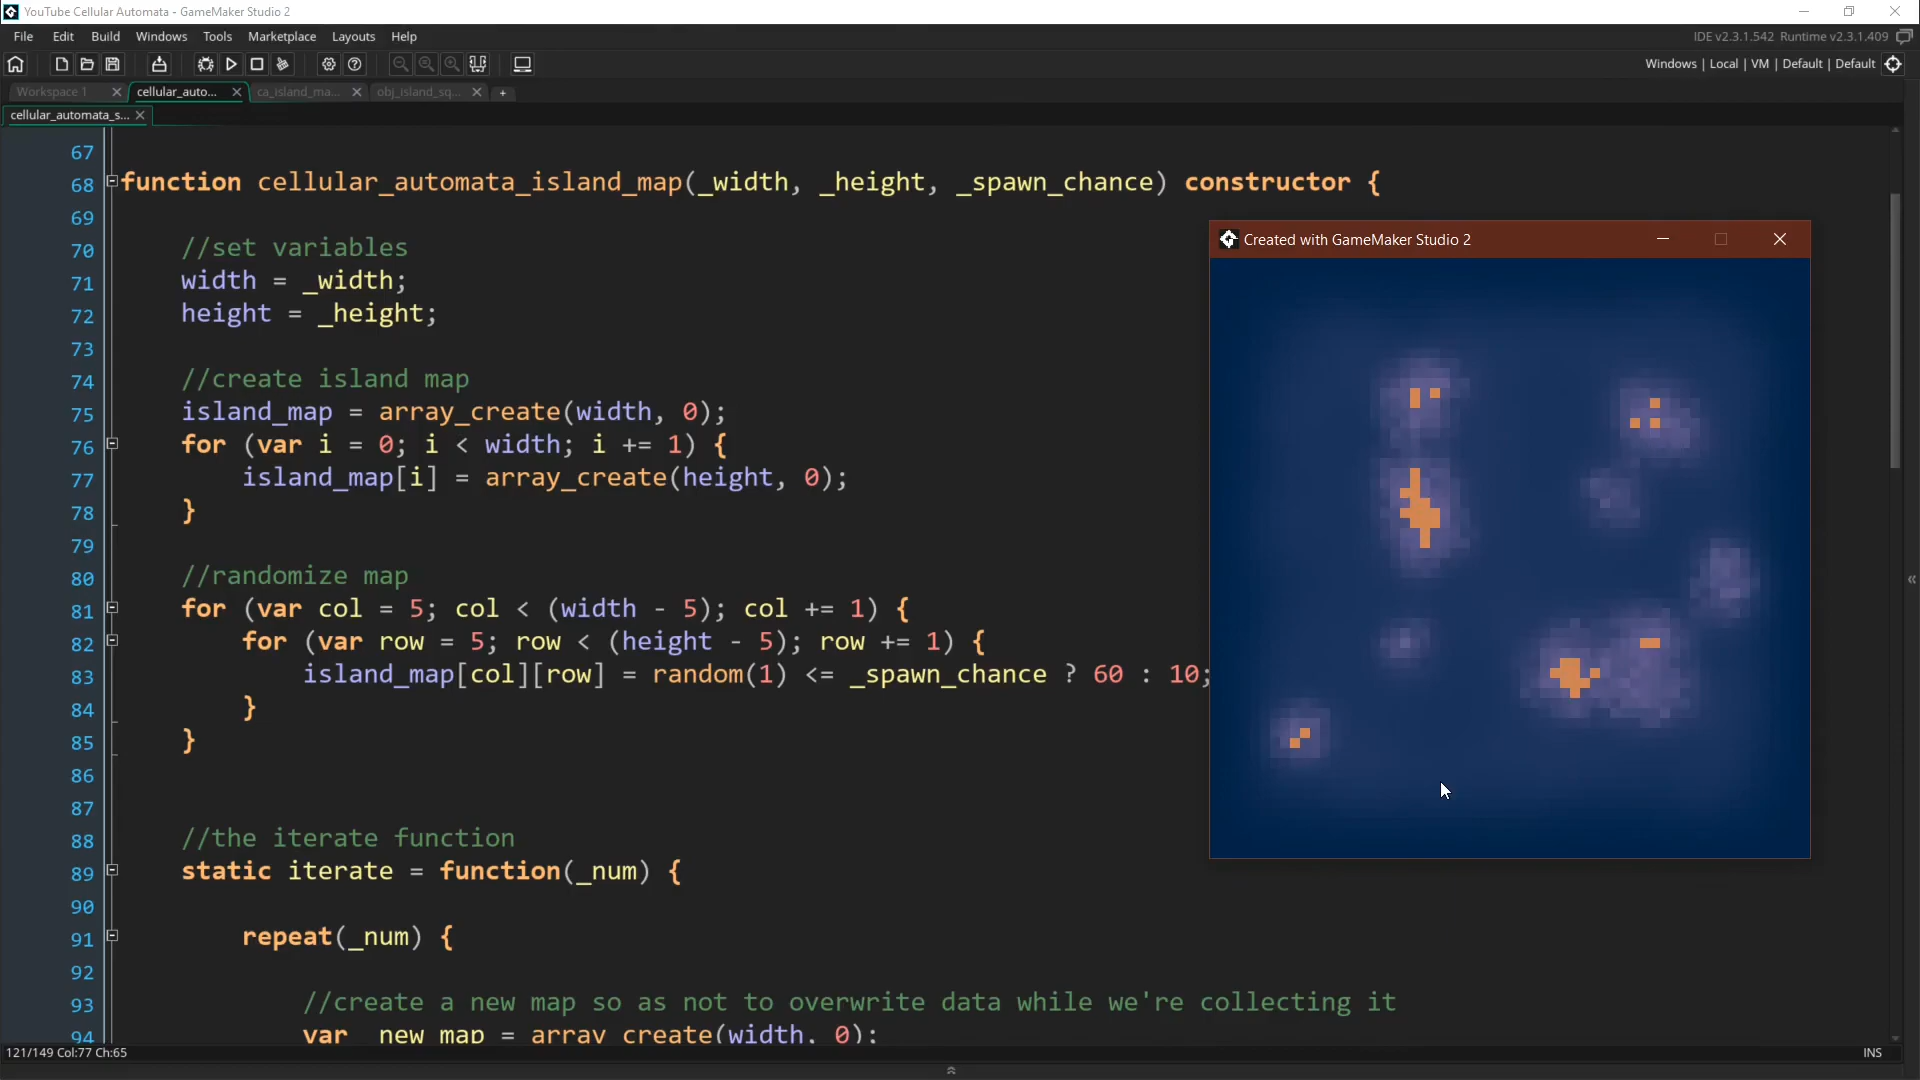 YouTube Cellular Automata - GameMaker Studio 2
File Edit Build Windows Tools Marketplace Layouts Help
IDE v2.3.1.542 Runtime v2.3.1.409
Windows | Local | VM | Default | Default
Workspace 1 cellular_auto... ca_island_ma... obj_island_sq... +
cellular_automata_s...
67
68 function cellular_automata_island_map(_width, _height, _spawn_chance) constructor {
69
70 //set variables
71 width = _width;
72 height = _height;
73
74 //create island map
75 island_map = array_create(width, 0);
76 for (var i = 0; i < width; i += 1) {
77 island_map[i] = array_create(height, 0);
78 }
79
80 //randomize map
81 for (var col = 5; col < (width - 5); col += 1) {
82 for (var row = 5; row < (height - 5); row += 1) {
83 island_map[col][row] = random(1) <= _spawn_chance ? 60 : 10;
84 }
85 }
86
87
88 //the iterate function
89 static iterate = function(_num) {
90
91 repeat(_num) {
92
93 //create a new map so as not to overwrite data while we're collecting it
94 var _new_map = array_create(width, 0);
Created with GameMaker Studio 2
121/149 Col:77 Ch:65
INS